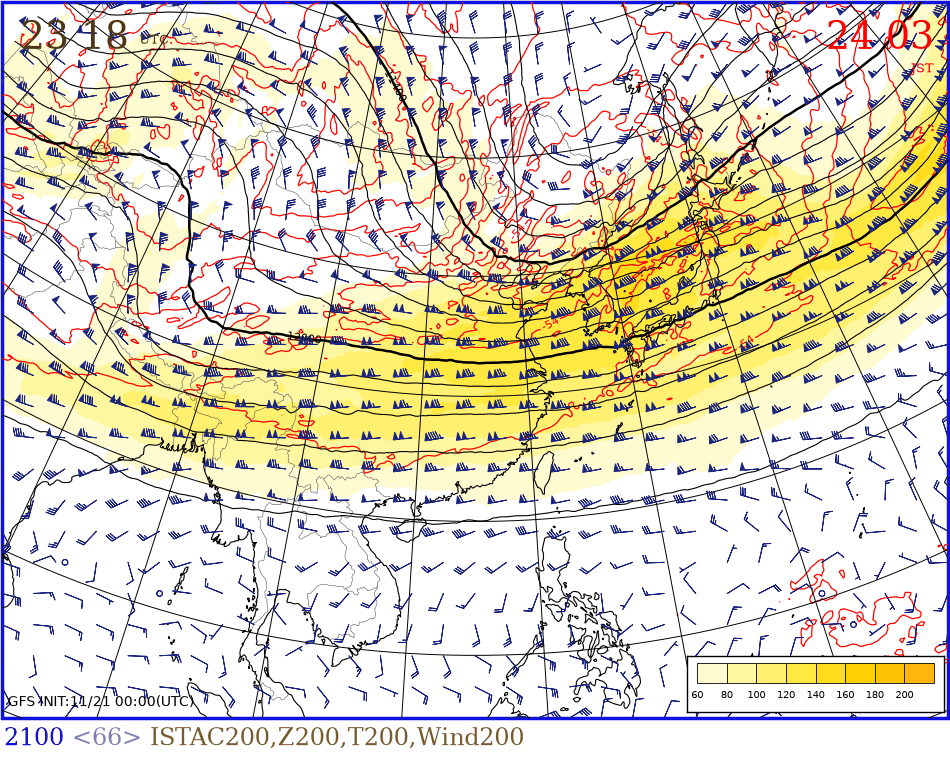 23 18 UTC
24 03
JST
GFS INIT:11/21 00:00(UTC)
60 80 100 120 140 160 180 200
2100 <66> ISTAC200,Z200,T200,Wind200